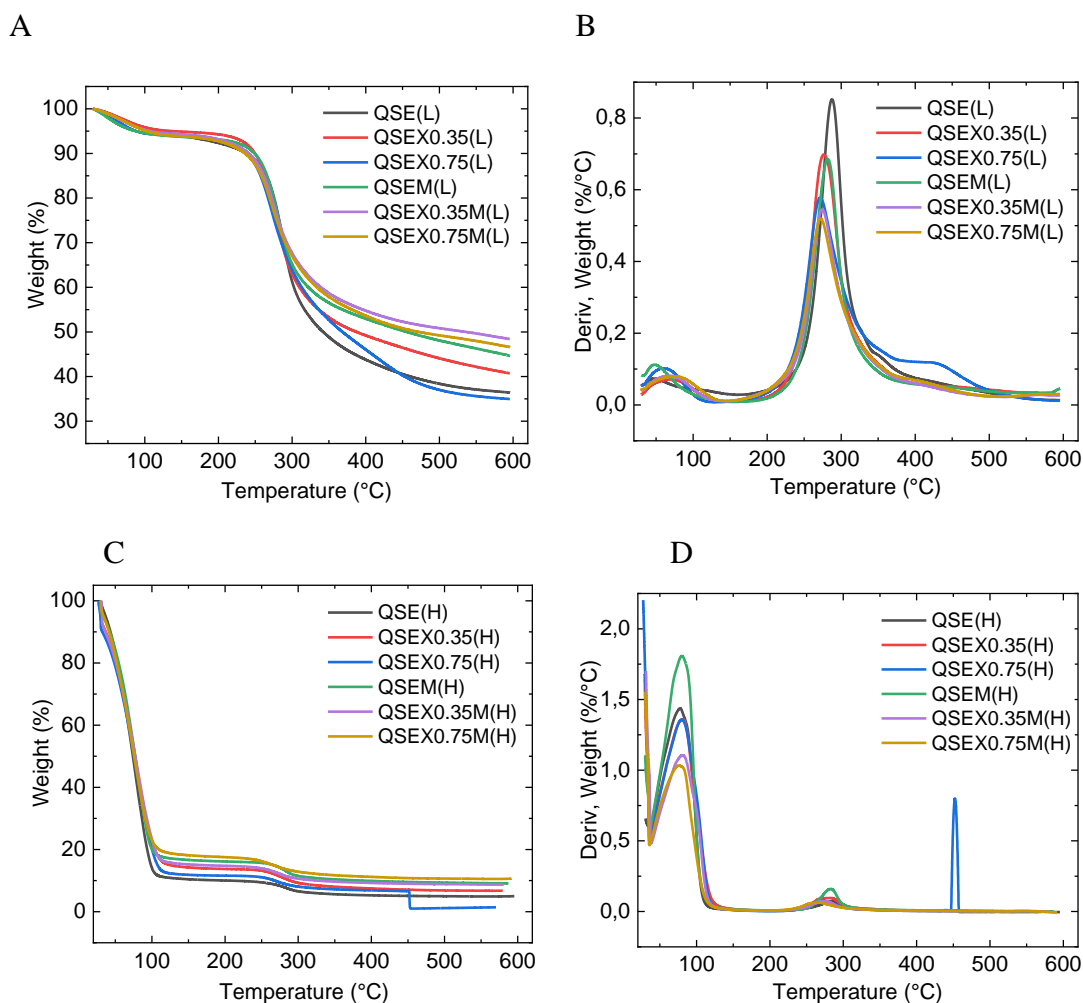 A
B
100
90
80
70
60
50
40
30
Weight (%)
QSE(L)
QSEX0.35(L)
QSEX0.75(L)
QSEM(L)
QSEX0.35M(L)
QSEX0.75M(L)
100 200 300 400 500 600
Temperature (°C)
0,8
0,6
0,4
0,2
0,0
Deriv, Weight (%/°C)
QSE(L)
QSEX0.35(L)
QSEX0.75(L)
QSEM(L)
QSEX0.35M(L)
QSEX0.75M(L)
100 200 300 400 500 600
Temperature (°C)
C
D
100
80
60
40
20
0
Weight (%)
QSE(H)
QSEX0.35(H)
QSEX0.75(H)
QSEM(H)
QSEX0.35M(H)
QSEX0.75M(H)
100 200 300 400 500 600
Temperature (°C)
2,0
1,5
1,0
0,5
0,0
Deriv, Weight (%/°C)
QSE(H)
QSEX0.35(H)
QSEX0.75(H)
QSEM(H)
QSEX0.35M(H)
QSEX0.75M(H)
100 200 300 400 500 600
Temperature (°C)